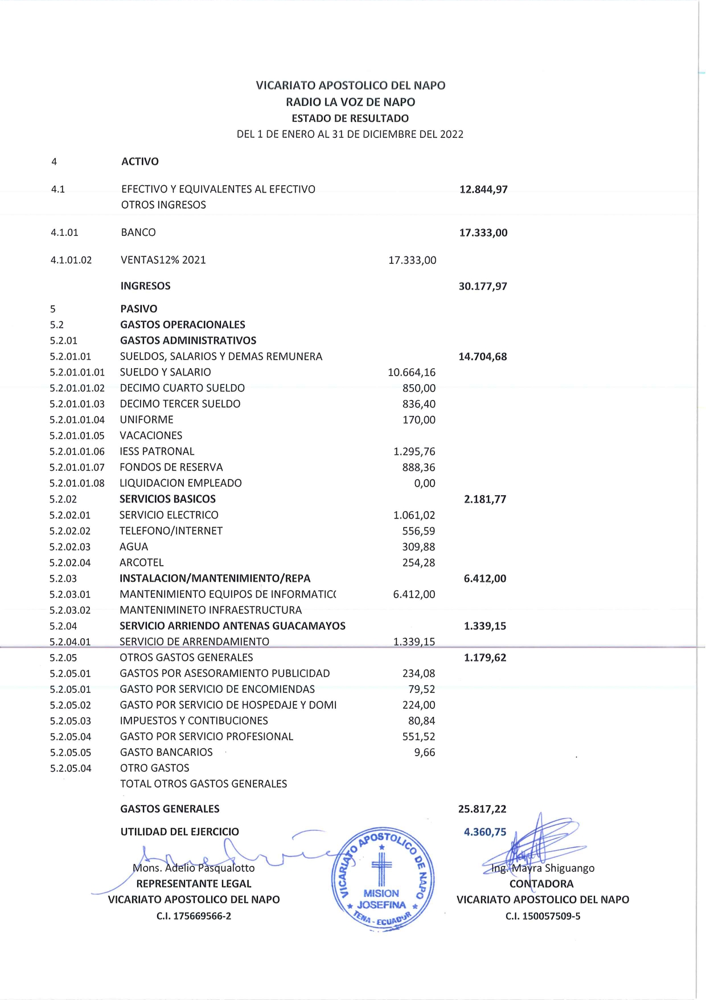 VICARIATO APOSTOLICO DEL NAPO
RADIO LA VOZ DE NAPO
ESTADO DE RESULTADO
DEL 1 DE ENERO AL 31 DE DICIEMBRE DEL 2022
4 ACTIVO
4.1 EFECTIVO Y EQUIVALENTES AL EFECTIVO 12.844,97
OTROS INGRESOS
4.1.01 BANCO 17.333,00
4.1.01.02 VENTAS12% 2021 17.333,00
INGRESOS 30.177,97
5 PASIVO
5.2 GASTOS OPERACIONALES
5.2.01 GASTOS ADMINISTRATIVOS
5.2.01.01 SUELDOS, SALARIOS Y DEMAS REMUNERA 14.704,68
5.2.01.01.01 SUELDO Y SALARIO 10.664,16
5.2.01.01.02 DECIMO CUARTO SUELDO 850,00
5.2.01.01.03 DECIMO TERCER SUELDO 836,40
5.2.01.01.04 UNIFORME 170,00
5.2.01.01.05 VACACIONES
5.2.01.01.06 IESS PATRONAL 1.295,76
5.2.01.01.07 FONDOS DE RESERVA 888,36
5.2.01.01.08 LIQUIDACION EMPLEADO 0,00
5.2.02 SERVICIOS BASICOS 2.181,77
5.2.02.01 SERVICIO ELECTRICO 1.061,02
5.2.02.02 TELEFONO/INTERNET 556,59
5.2.02.03 AGUA 309,88
5.2.02.04 ARCOTEL 254,28
5.2.03 INSTALACION/MANTENIMIENTO/REPA 6.412,00
5.2.03.01 MANTENIMIENTO EQUIPOS DE INFORMATIC 6.412,00
5.2.03.02 MANTENIMINETO INFRAESTRUCTURA
5.2.04 SERVICIO ARRIENDO ANTENAS GUACAMAYOS 1.339,15
5.2.04.01 SERVICIO DE ARRENDAMIENTO 1.339,15
5.2.05 OTROS GASTOS GENERALES 1.179,62
5.2.05.01 GASTOS POR ASESORAMIENTO PUBLICIDAD 234,08
5.2.05.01 GASTO POR SERVICIO DE ENCOMIENDAS 79,52
5.2.05.02 GASTO POR SERVICIO DE HOSPEDAJE Y DOMI 224,00
5.2.05.03 IMPUESTOS Y CONTIBUCIONES 80,84
5.2.05.04 GASTO POR SERVICIO PROFESIONAL 551,52
5.2.05.05 GASTO BANCARIOS 9,66
5.2.05.04 OTRO GASTOS
TOTAL OTROS GASTOS GENERALES
GASTOS GENERALES 25.817,22
UTILIDAD DEL EJERCICIO 4.360,75
Mons. Adelio Pasqualotto
REPRESENTANTE LEGAL
VICARIATO APOSTOLICO DEL NAPO
C.I. 175669566-2
VICARIATO APOSTOLICO DE NAPO
MISION
JOSEFINA
TENA - ECUADOR
Ing. Mayra Shiguango
CONTADORA
VICARIATO APOSTOLICO DEL NAPO
C.I. 150057509-5